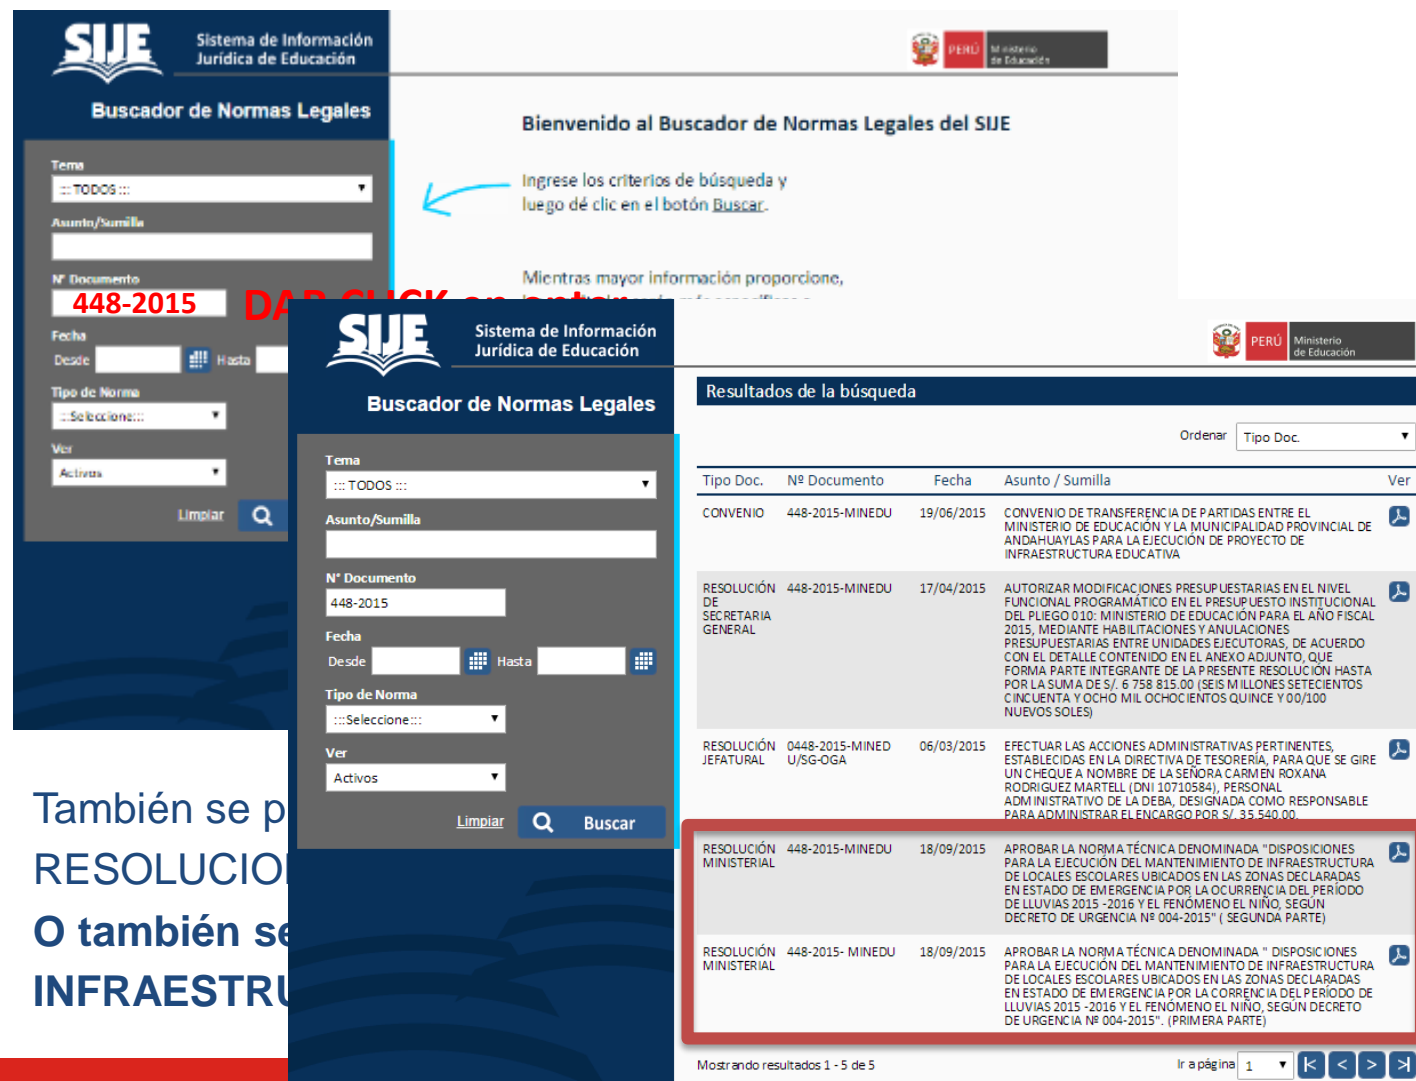 SIJE
Sistema de Información
Jurídica de Educación
PERÚ
Ministerio
de Educación
Buscador de Normas Legales
Bienvenido al Buscador de Normas Legales del SIJE
Tema
::: TODOS :::
Ingrese los criterios de búsqueda y
luego dé clic en el botón Buscar.
Asunto/Sumilla
N° Documento
448-2015
Mientras mayor información proporcione,
DAR CLICK en enter
Fecha
Desde
Hasta
Tipo de Norma
:::Seleccione:::
Ver
Activos
Limpiar
SIJE
Sistema de Información
Jurídica de Educación
PERÚ
Ministerio
de Educación
Buscador de Normas Legales
Tema
::: TODOS :::
Asunto/Sumilla
N° Documento
448-2015
Fecha
Desde
Hasta
Tipo de Norma
:::Seleccione:::
Ver
Activos
Limpiar
Buscar
Resultados de la búsqueda
Ordenar
Tipo Doc.
Tipo Doc. Nº Documento Fecha Asunto / Sumilla Ver
CONVENIO 448-2015-MINEDU 19/06/2015 CONVENIO DE TRANSFERENCIA DE PARTIDAS ENTRE EL
MINISTERIO DE EDUCACIÓN Y LA MUNICIPALIDAD PROVINCIAL DE
ANDAHUAYLAS PARA LA EJECUCIÓN DE PROYECTO DE
INFRAESTRUCTURA EDUCATIVA
RESOLUCIÓN 448-2015-MINEDU 17/04/2015 AUTORIZAR MODIFICACIONES PRESUPUESTARIAS EN EL NIVEL
DE FUNCIONAL PROGRAMÁTICO EN EL PRESUPUESTO INSTITUCIONAL
SECRETARIA DEL PLIEGO 010: MINISTERIO DE EDUCACIÓN PARA EL AÑO FISCAL
GENERAL 2015, MEDIANTE HABILITACIONES Y ANULACIONES
PRESUPUESTARIAS ENTRE UNIDADES EJECUTORAS, DE ACUERDO
CON EL DETALLE CONTENIDO EN EL ANEXO ADJUNTO, QUE
FORMA PARTE INTEGRANTE DE LA PRESENTE RESOLUCIÓN HASTA
POR LA SUMA DE S/. 6 758 815.00 (SEIS MILLONES SETECIENTOS
CINCUENTA Y OCHO MIL OCHOCIENTOS QUINCE Y 00/100
NUEVOS SOLES)
RESOLUCIÓN 0448-2015-MINED 06/03/2015 EFECTUAR LAS ACCIONES ADMINISTRATIVAS PERTINENTES,
JEFATURAL U/SG-OGA ESTABLECIDAS EN LA DIRECTIVA DE TESORERÍA, PARA QUE SE GIRE
UN CHEQUE A NOMBRE DE LA SEÑORA CARMEN ROXANA
RODRIGUEZ MARTELL (DNI 10710584), PERSONAL
ADMINISTRATIVO DE LA DEBA, DESIGNADA COMO RESPONSABLE
PARA ADMINISTRAR EL ENCARGO POR S/. 35,540.00.
RESOLUCIÓN 448-2015-MINEDU 18/09/2015 APROBAR LA NORMA TÉCNICA DENOMINADA "DISPOSICIONES
MINISTERIAL PARA LA EJECUCIÓN DEL MANTENIMIENTO DE INFRAESTRUCTURA
DE LOCALES ESCOLARES UBICADOS EN LAS ZONAS DECLARADAS
EN ESTADO DE EMERGENCIA POR LA OCURRENCIA DEL PERÍODO
DE LLUVIAS 2015 -2016 Y EL FENÓMENO EL NIÑO, SEGÚN
DECRETO DE URGENCIA Nº 004-2015" ( SEGUNDA PARTE)
RESOLUCIÓN 448-2015- MINEDU 18/09/2015 APROBAR LA NORMA TÉCNICA DENOMINADA " DISPOSICIONES
MINISTERIAL PARA LA EJECUCIÓN DEL MANTENIMIENTO DE INFRAESTRUCTURA
DE LOCALES ESCOLARES UBICADOS EN LAS ZONAS DECLARADAS
EN ESTADO DE EMERGENCIA POR LA CORRENCIA DEL PERÍODO DE
LLUVIAS 2015 -2016 Y EL FENÓMENO EL NIÑO, SEGÚN DECRETO
DE URGENCIA Nº 004-2015". (PRIMERA PARTE)
Mostrando resultados 1 - 5 de 5
Ir a página 1
También se p
RESOLUCIO
O también se
INFRAESTRU